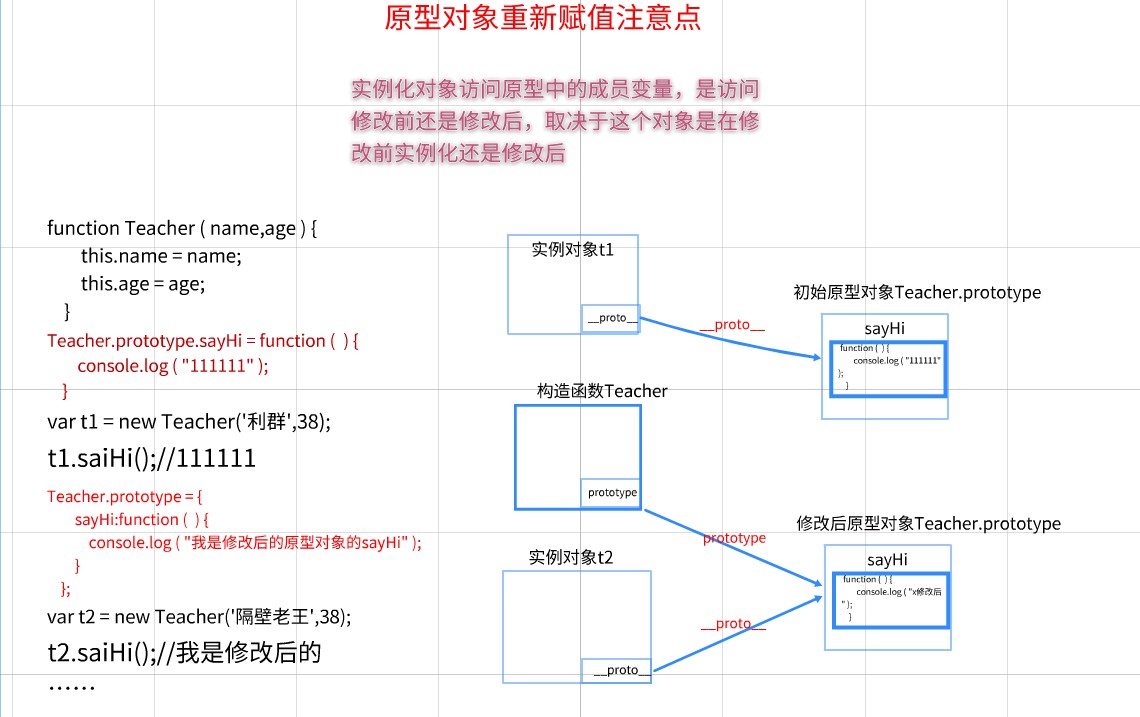 原型对象重新赋值注意点
实例化对象访问原型中的成员变量，是访问
修改前还是修改后，取决于这个对象是在修
改前实例化还是修改后
function Teacher ( name,age ) {
this.name = name;
this.age = age;
}
Teacher.prototype.sayHi = function ( ) {
console.log ( "111111" );
}
var t1 = new Teacher('利群',38);
t1.saiHi();//111111
Teacher.prototype = {
sayHi:function ( ) {
console.log ( "我是修改后的原型对象的sayHi" );
}
};
var t2 = new Teacher('隔壁老王',38);
t2.saiHi();//我是修改后的
……
实例对象t1
__proto__
__proto__
初始原型对象Teacher.prototype
sayHi
function ( ) {
console.log ( "111111"
);
}
构造函数Teacher
prototype
prototype
修改后原型对象Teacher.prototype
sayHi
function ( ) {
console.log ( "x修改后
" );
}
实例对象t2
__proto__
__proto__